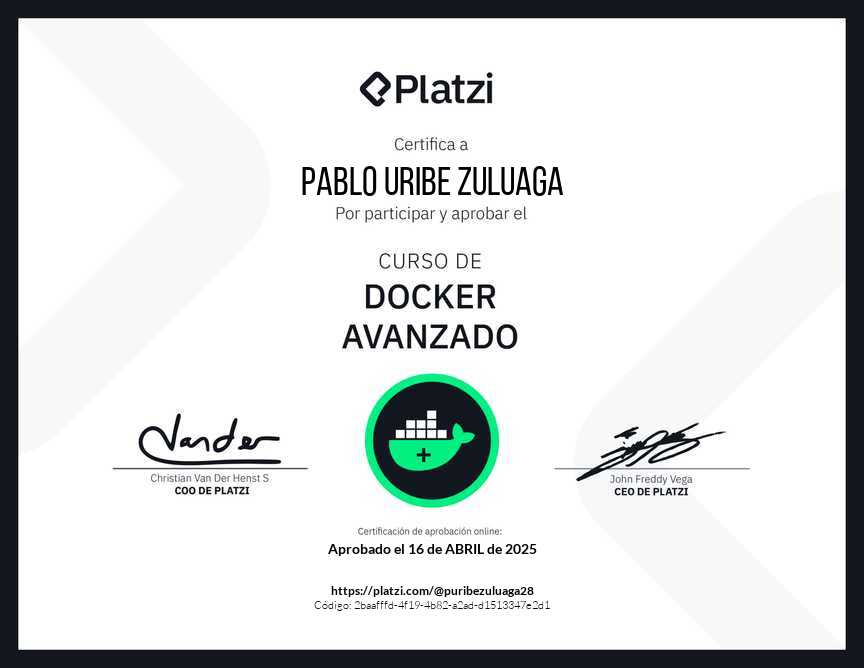 Platzi
Certifica a
PABLO URIBE ZULUAGA
Por participar y aprobar el
CURSO DE
DOCKER
AVANZADO
Vander
Christian Van Der Henst S
COO DE PLATZI
John Freddy Vega
CEO DE PLATZI
Certificación de aprobación online:
Aprobado el 16 de ABRIL de 2025
https://platzi.com/@puribezuluaga28
Código: 2baafffd-4f19-4b82-a2ad-d1513347e2d1